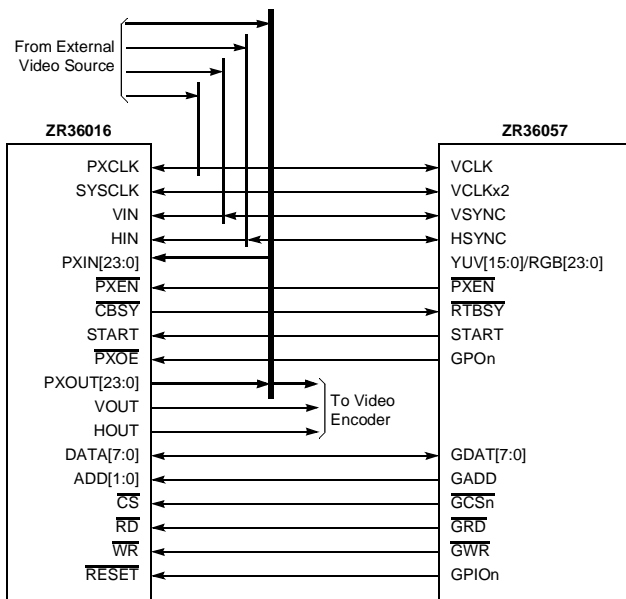 From External
Video Source
ZR36016 ZR36057
PXCLK VCLK
SYSCLK VCLKx2
VIN VSYNC
HIN HSYNC
PXIN[23:0] YUV[15:0]/RGB[23:0]
PXEN PXEN
CBSY RTBSY
START START
PXOE GPOn
PXOUT[23:0]
VOUT
HOUT
To Video
Encoder
DATA[7:0] GDAT[7:0]
ADD[1:0] GADD
CS GCSn
RD GRD
WR GWR
RESET GPIOn